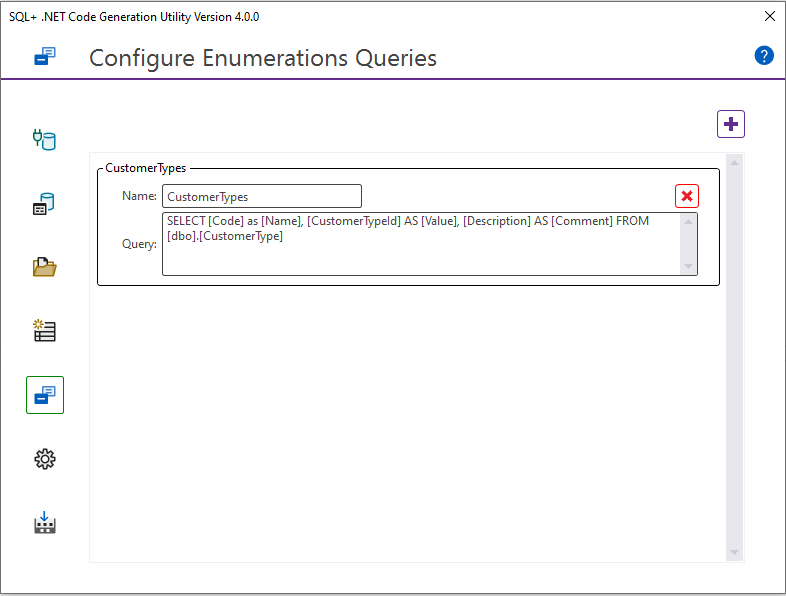 SQL+ .NET Code Generation Utility Version 4.0.0
Configure Enumerations Queries
?
CustomerTypes
Name: CustomerTypes
Query: SELECT [Code] as [Name], [CustomerTypeId] AS [Value], [Description] AS [Comment] FROM
[dbo].[CustomerType]